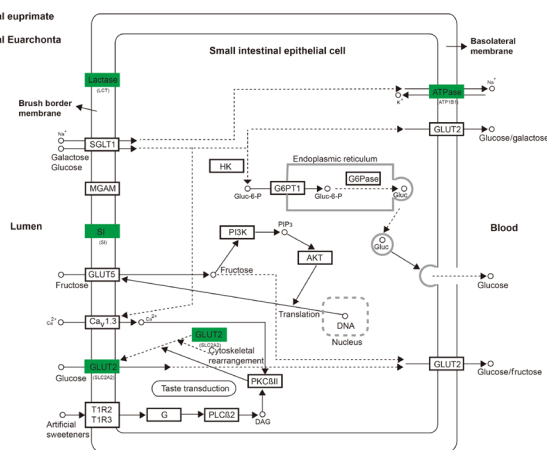 al euprimate
al Euarchonta
Small intestinal epithelial cell
Basolateral
membrane
Lactase
(LCT)
Brush border
membrane
ATPase
(ATP1B1)
Na+
K+
Na+
SGLT1
Galactose
Glucose
GLUT2
Glucose/galactose
HK
Endoplasmic reticulum
G6PT1
G6Pase
Gluc-6-P
Gluc-6-P
Gluc
MGAM
Lumen
SI
(SI)
Blood
PI3K
PIP3
Gluc
AKT
GLUT5
Fructose
Fructose
Glucose
Translation
DNA
Nucleus
Ca2+
Cav1.3
Ca2+
GLUT2
(SLC2A2)
Cytoskeletal
rearrangement
GLUT2
(SLC2A2)
Glucose
GLUT2
Glucose/fructose
PKCßII
Taste transduction
T1R2
T1R3
G
PLCß2
DAG
Artificial
sweeteners